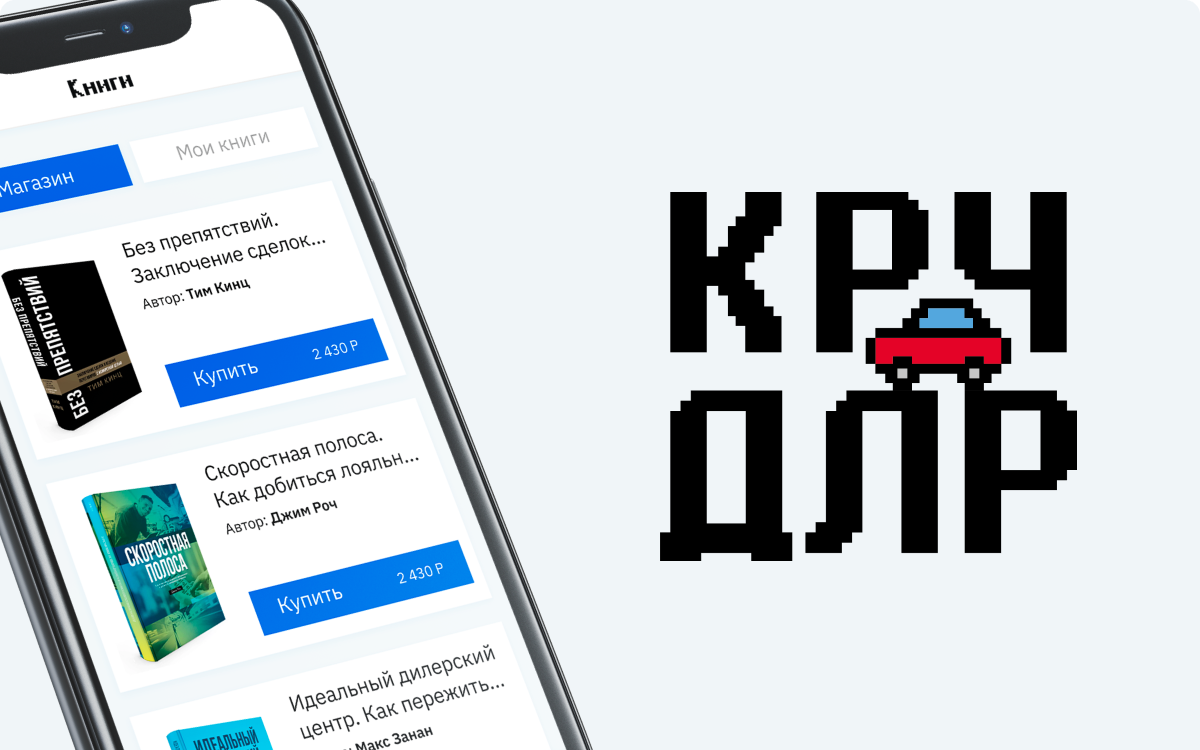 Книги
Магазин
Мои книги
Без препятствий.
Заключение сделок...
Автор: Тим Кинц
Купить
2 430 Р
БЕЗ ПРЕПЯТСТВИЙ
БЕЗ ПРЕПЯТСТВИЙ
ТИМ КИНЦ
Скоростная полоса.
Как добиться лояльн...
Автор: Джим Роч
Купить
2 430 Р
СКОРОСТНАЯ
ПОЛОСА
Идеальный дилерский
центр. Как пережить...
Макс Занан
ИДЕАЛЬНЫЙ
КРЧ
ДЛР